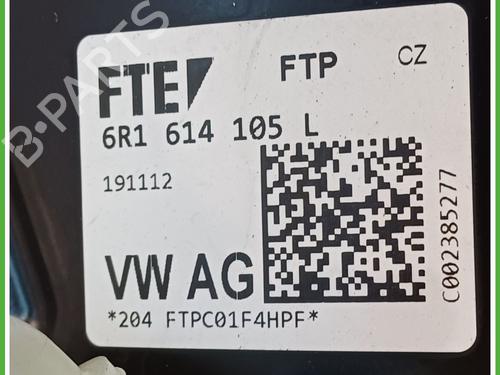 FTE FTP CZ
6R1 614 105 L
191112
VW AG
*204 FTPC01F4HPF*
C002385277
B-PARTS